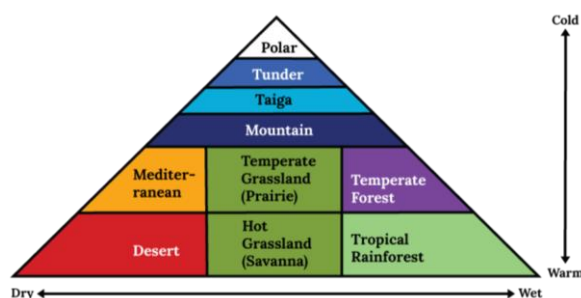 Polar
Cold
Tunder
Taiga
Mountain
Mediter-
ranean
Temperate
Grassland
(Prairie)
Temperate
Forest
Desert
Hot
Grassland
(Savanna)
Tropical
Rainforest
Warm
Dry
Wet